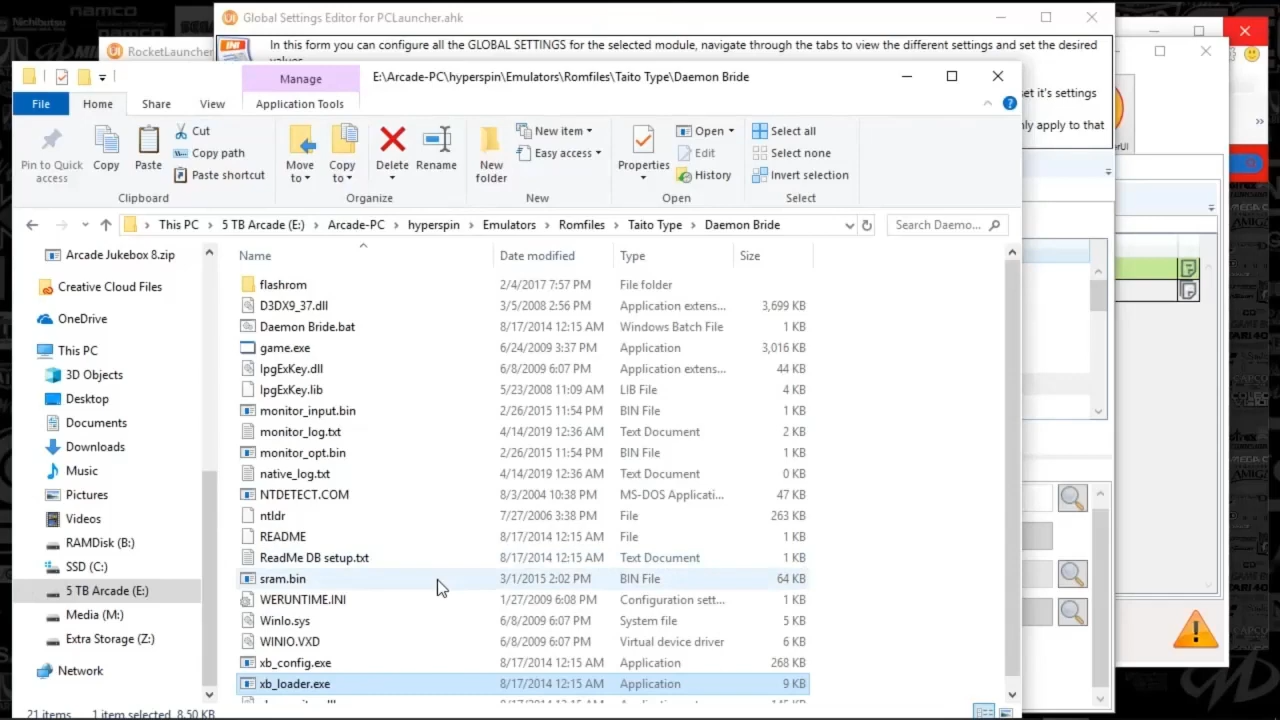 Nichibutsu
namco
Global Settings Editor for PCLauncher.ahk
UI
RocketLauncher
INI
In this form you can configure all the GLOBAL SETTINGS for the selected module, navigate through the tabs to view the different settings and set the desired
values.
Manage
E:\Arcade-PC\hyperspin\Emulators\Romfiles\Taito Type\Daemon Bride
et it's settings
nly apply to that
File
Home
Share
View
Application Tools
Pin to Quick
access
Copy
Paste
Cut
Copy path
Paste shortcut
Move
to
Copy
to
Delete
Rename
New
folder
New item
Easy access
Properties
Open
Edit
History
Select all
Select none
Invert selection
Clipboard
Organize
New
Open
Select
This PC
5 TB Arcade (E:)
Arcade-PC
hyperspin
Emulators
Romfiles
Taito Type
Daemon Bride
Search Daemo...
Arcade Jukebox 8.zip
Creative Cloud Files
OneDrive
This PC
3D Objects
Desktop
Documents
Downloads
Music
Pictures
Videos
RAMDisk (B:)
SSD (C:)
5 TB Arcade (E:)
Media (M:)
Extra Storage (Z:)
Network
Name Date modified Type Size
flashrom 2/4/2017 7:57 PM File folder
D3DX9_37.dll 3/5/2008 2:56 PM Application extens... 3,699 KB
Daemon Bride.bat 8/17/2014 12:15 AM Windows Batch File 1 KB
game.exe 6/24/2009 3:37 PM Application 3,016 KB
IpgExKey.dll 6/8/2009 6:07 PM Application extens... 44 KB
IpgExKey.lib 5/23/2008 11:09 AM LIB File 4 KB
monitor_input.bin 2/26/2015 11:54 PM BIN File 1 KB
monitor_log.txt 4/14/2019 12:36 AM Text Document 2 KB
monitor_opt.bin 2/26/2015 11:54 PM BIN File 1 KB
native_log.txt 4/14/2019 12:36 AM Text Document 0 KB
NTDETECT.COM 8/3/2004 10:38 PM MS-DOS Applicati... 47 KB
ntldr 7/27/2006 3:38 PM File 263 KB
README 8/17/2014 12:15 AM File 1 KB
ReadMe DB setup.txt 8/17/2014 12:15 AM Text Document 1 KB
sram.bin 3/1/2015 2:02 PM BIN File 64 KB
WERUNTIME.INI 1/27/2006 6:08 PM Configuration sett... 1 KB
WinIo.sys 6/8/2009 6:07 PM System file 5 KB
WINIO.VXD 6/8/2009 6:07 PM Virtual device driver 6 KB
xb_config.exe 8/17/2014 12:15 AM Application 268 KB
xb_loader.exe 8/17/2014 12:15 AM Application 9 KB
21 items 1 item selected 8.50 KB